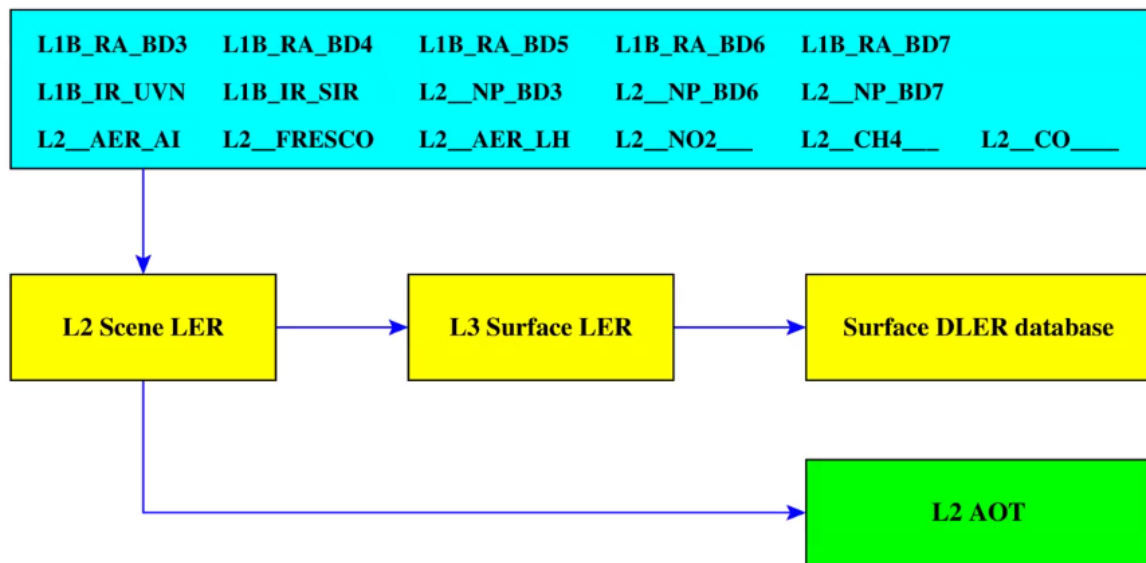 L1B_RA_BD3 L1B_RA_BD4 L1B_RA_BD5 L1B_RA_BD6 L1B_RA_BD7
L1B_IR_UVN L1B_IR_SIR L2__NP_BD3 L2__NP_BD6 L2__NP_BD7
L2__AER_AI L2__FRESCO L2__AER_LH L2__NO2___ L2__CH4___ L2__CO____
L2 Scene LER L3 Surface LER Surface DLER database
L2 AOT